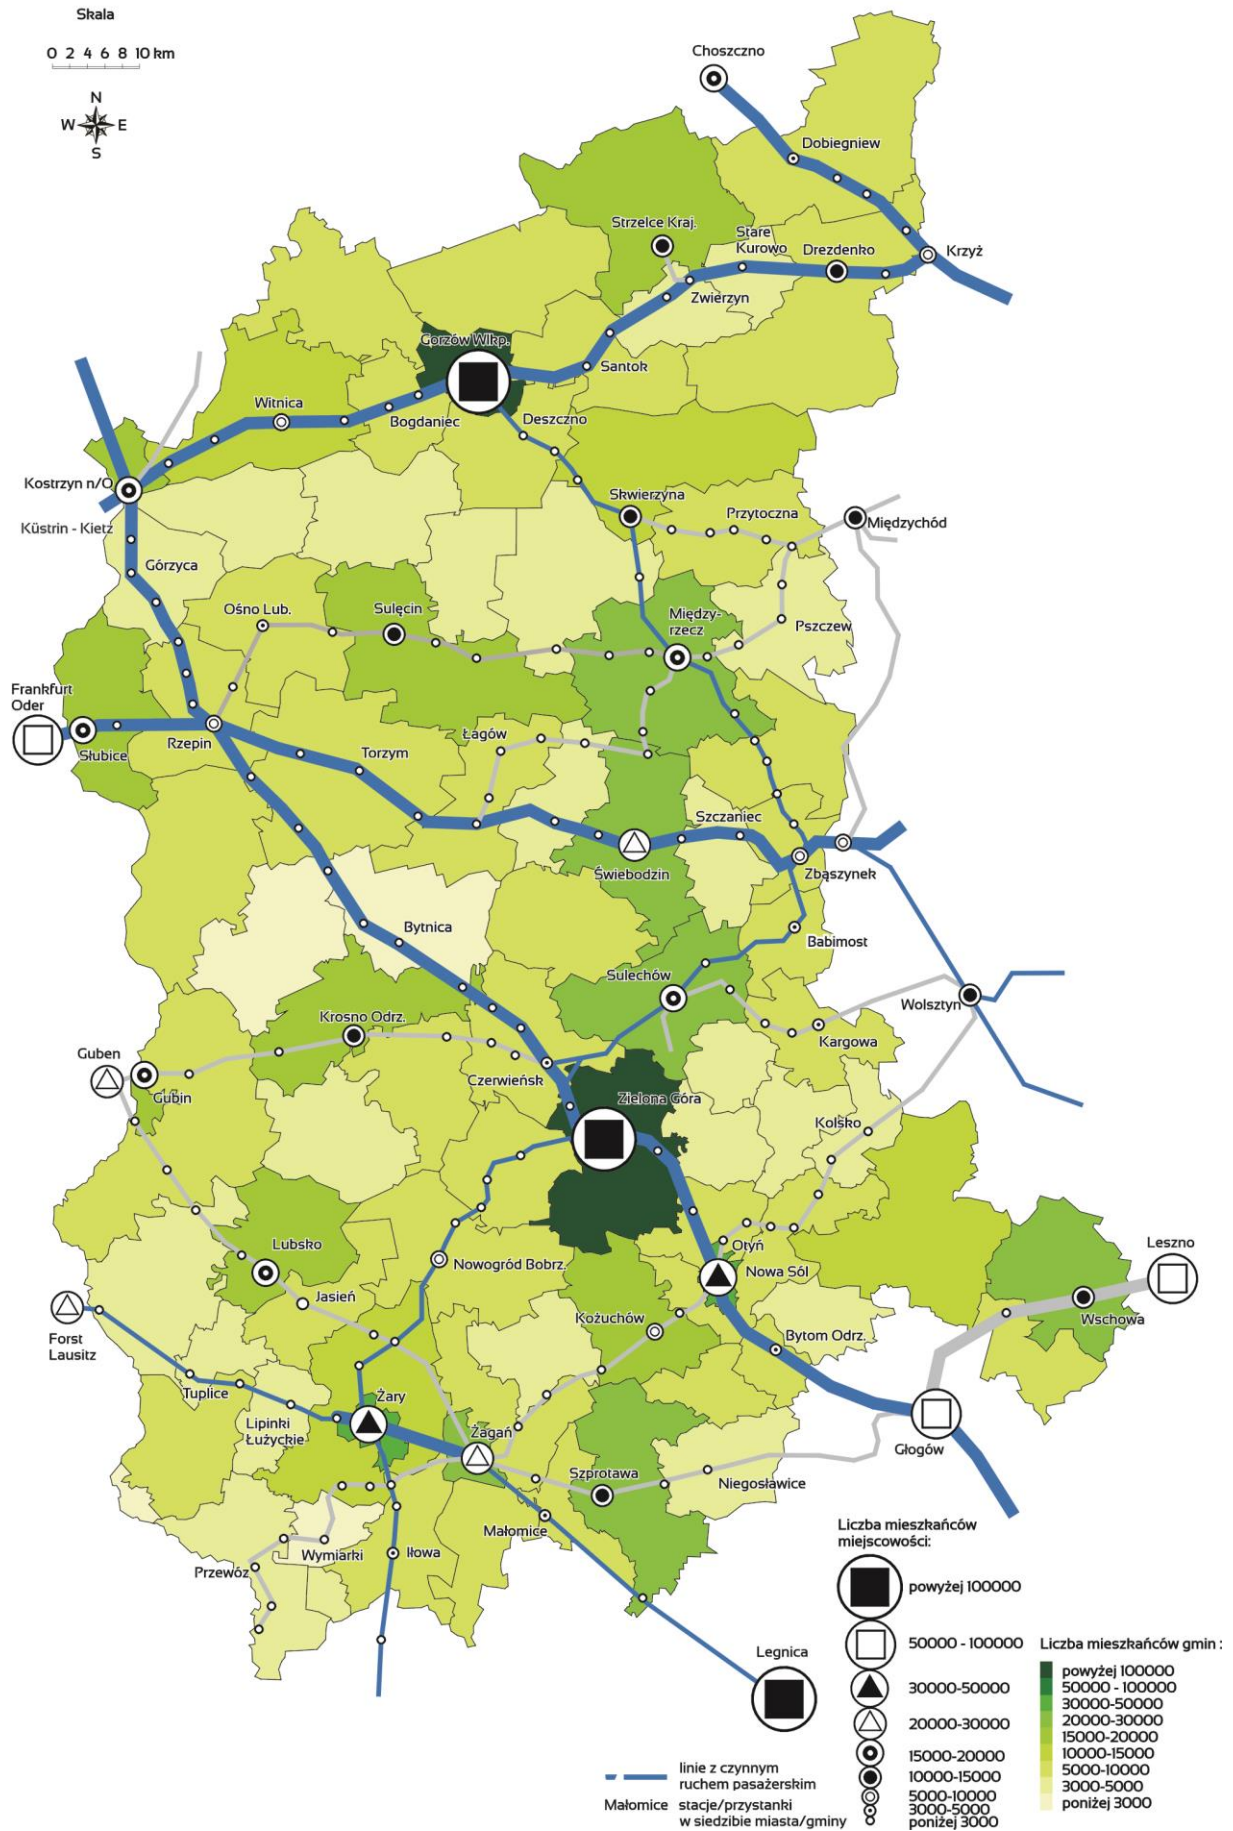 Skala
0 2 4 6 8 10 km
N
W E
S
Choszczno
Dobiegniew
Strzelce Kraj.
Stare
Kurowo
Drezdenko
Krzyż
Zwierzyn
Gorzów Wlkp.
Santok
Witnica
Bogdaniec
Deszczno
Kostrzyn n/O
Küstrin - Kietz
Skwierzyna
Przytoczna
Międzychód
Górzyca
Ośno Lub.
Sulęcin
Między-
rzecz
Pszczew
Frankfurt
Oder
Słubice
Rzepin
Torzym
Łagów
Szczaniec
Świebodzin
Zbąszynek
Bytnica
Babimost
Sulechów
Wolsztyn
Krosno Odrz.
Kargowa
Guben
Gubin
Czerwieńsk
Zielona Góra
Kolsko
Lubsko
Otyń
Leszno
Nowogród Bobrz.
Nowa Sól
Jasień
Kożuchów
Wschowa
Forst
Lausitz
Bytom Odrz.
Tuplice
Żary
Lipinki
Łużyckie
Żagań
Głogów
Szprotawa
Niegosławice
Małomice
Wymiarki
Iłowa
Przewóz
Legnica
Liczba mieszkańców
miejscowości:
powyżej 100000
50000 - 100000
30000-50000
20000-30000
15000-20000
10000-15000
5000-10000
3000-5000
poniżej 3000
Liczba mieszkańców gmin :
powyżej 100000
50000 - 100000
30000-50000
20000-30000
15000-20000
10000-15000
5000-10000
3000-5000
poniżej 3000
linie z czynnym
ruchem pasażerskim
Małomice stacje/przystanki
w siedzibie miasta/gminy